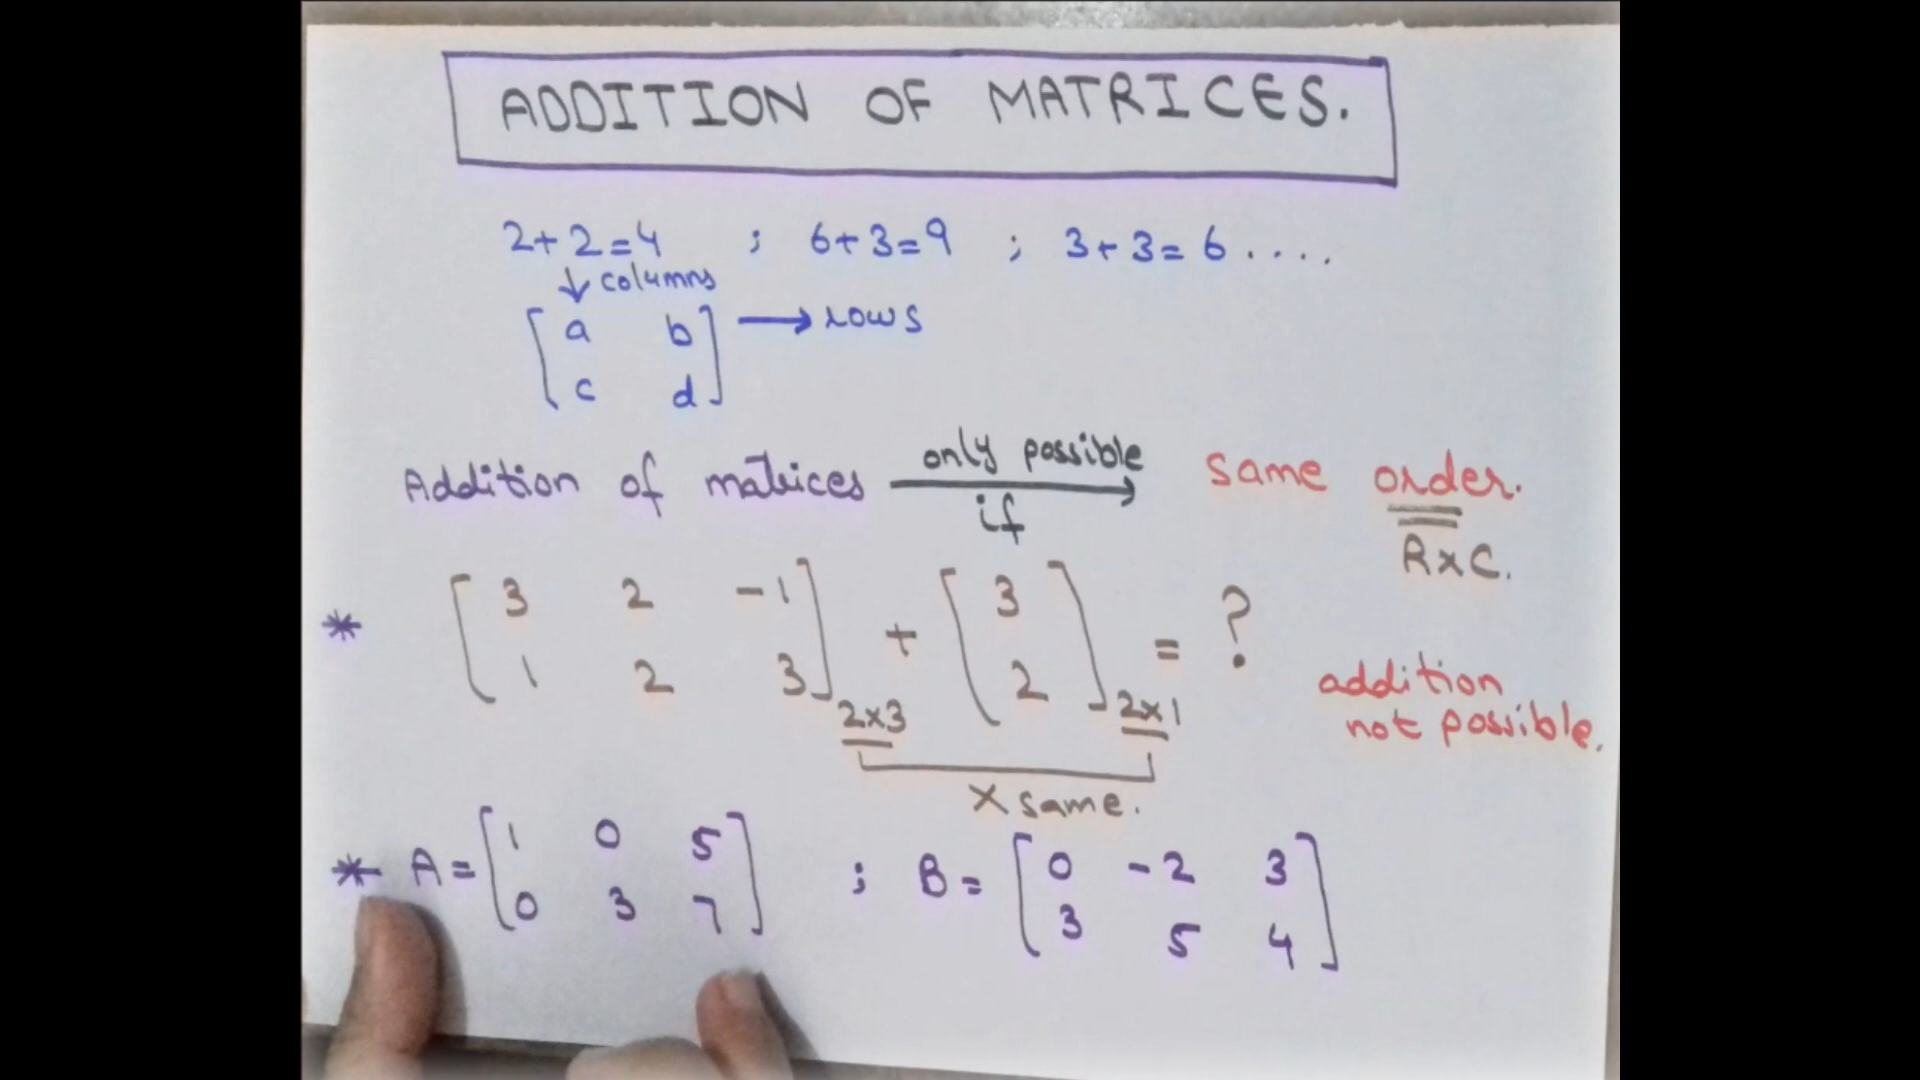 ADDITION OF MATRICES.
2+2=4 ; 6+3=9 ; 3+3=6....
↓ columns
[a b] → rows
[c d]
Addition of matrices only possible if → same order.
R×C.
* [3 2 -1] + [3] = ?
[1 2 3] 2×3 [2] 2×1
addition
not possible.
X same.
* A= [1 0 5] ; B= [0 -2 3]
[0 3 7] [3 5 4]